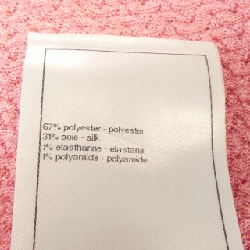 67% polyester - polyester
31% soie - silk
1% elasthanne - elastane
1% polyamide - polyamide